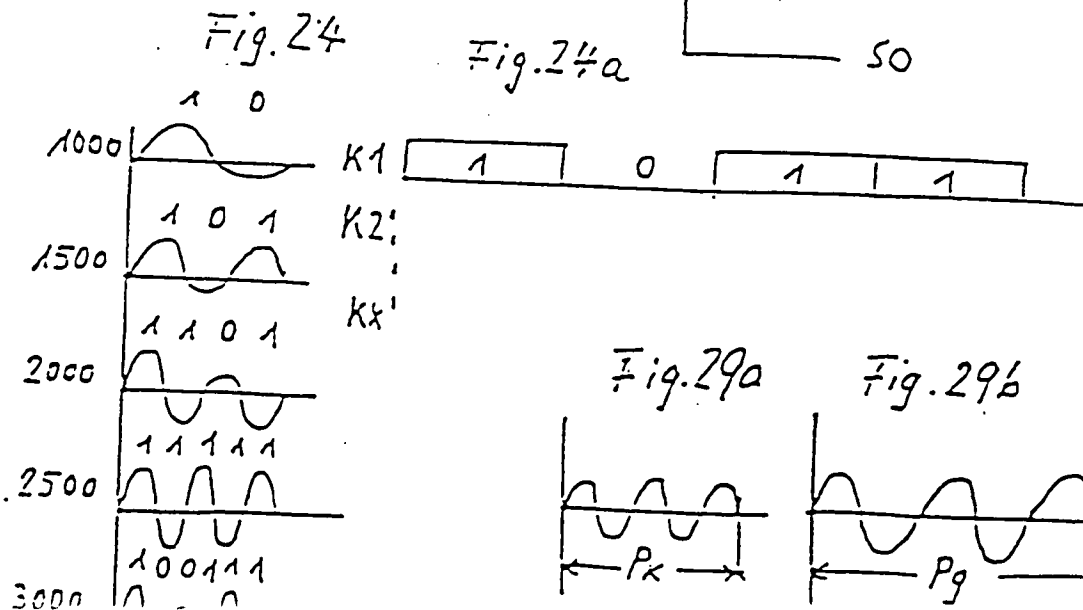 Fig. 24
Fig. 24a
50
1 0
1000
K1 1 0 1 1
1 0 1
1500
K2
Kx
1 1 0 1
2000
Fig. 29a
Fig. 29b
1 1 1 1 1
2500
1 0 0 1 1 1
3000
Pk
Pg